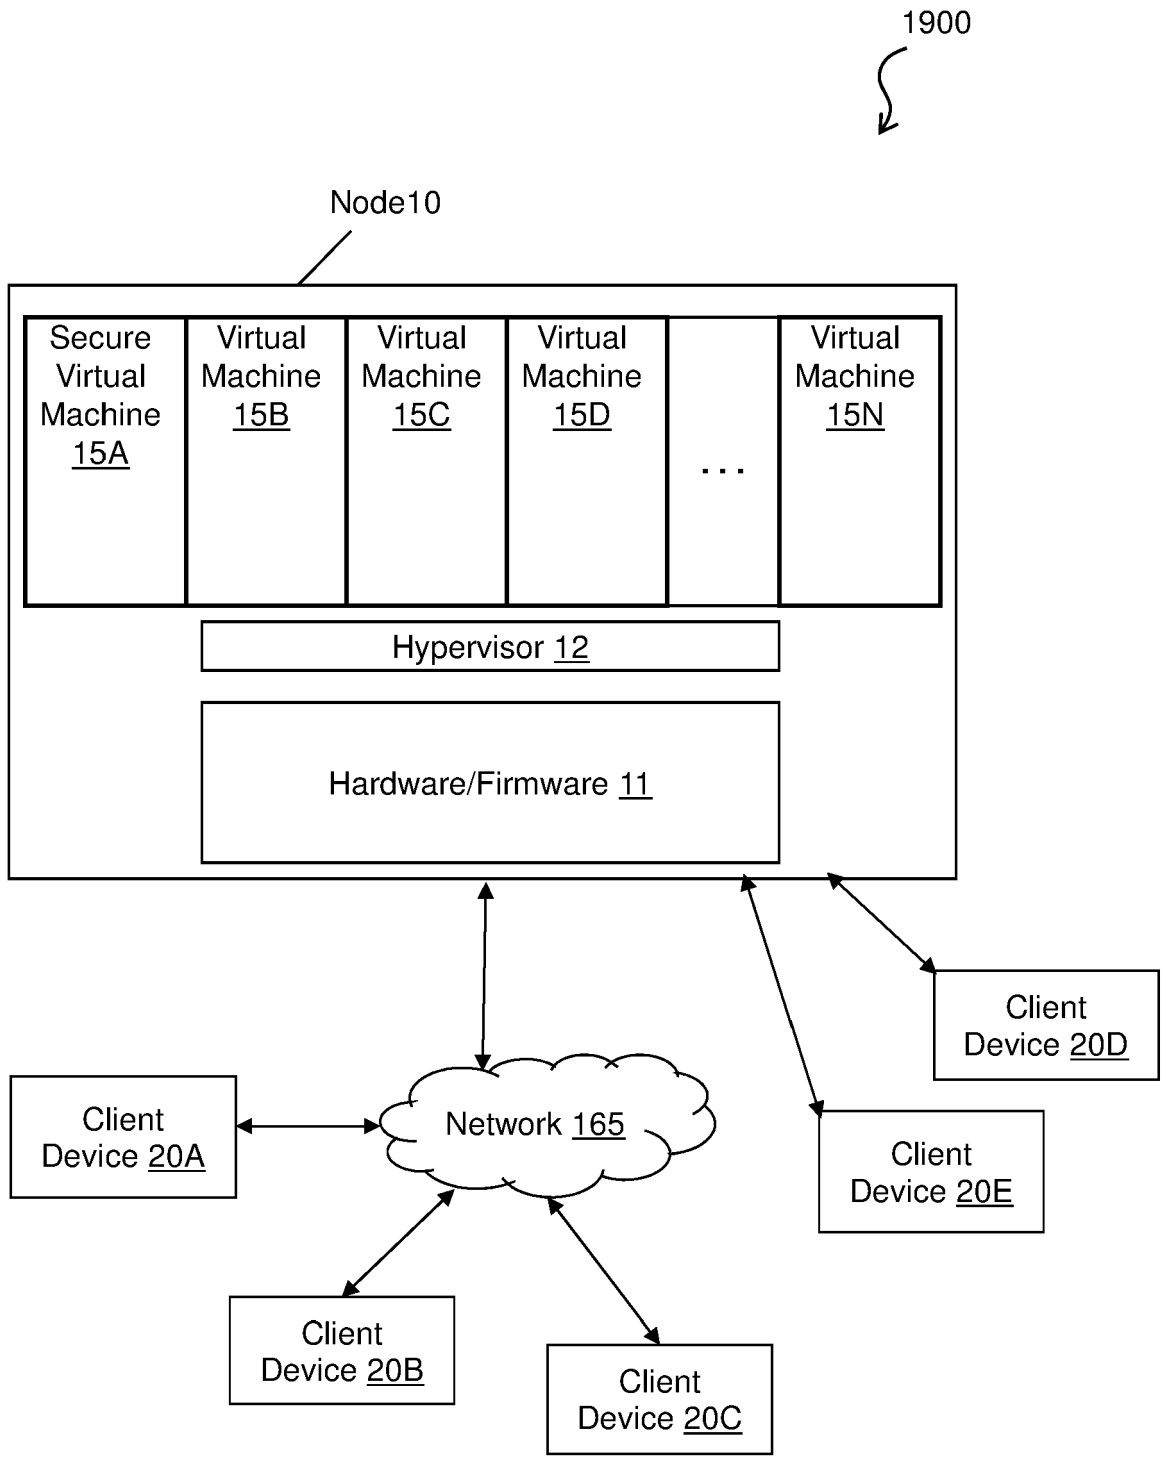 1900
Node10
Secure
Virtual
Machine
15A
Virtual
Machine
15B
Virtual
Machine
15C
Virtual
Machine
15D
...
Virtual
Machine
15N
Hypervisor 12
Hardware/Firmware 11
Client
Device 20D
Client
Device 20A
Network 165
Client
Device 20E
Client
Device 20B
Client
Device 20C